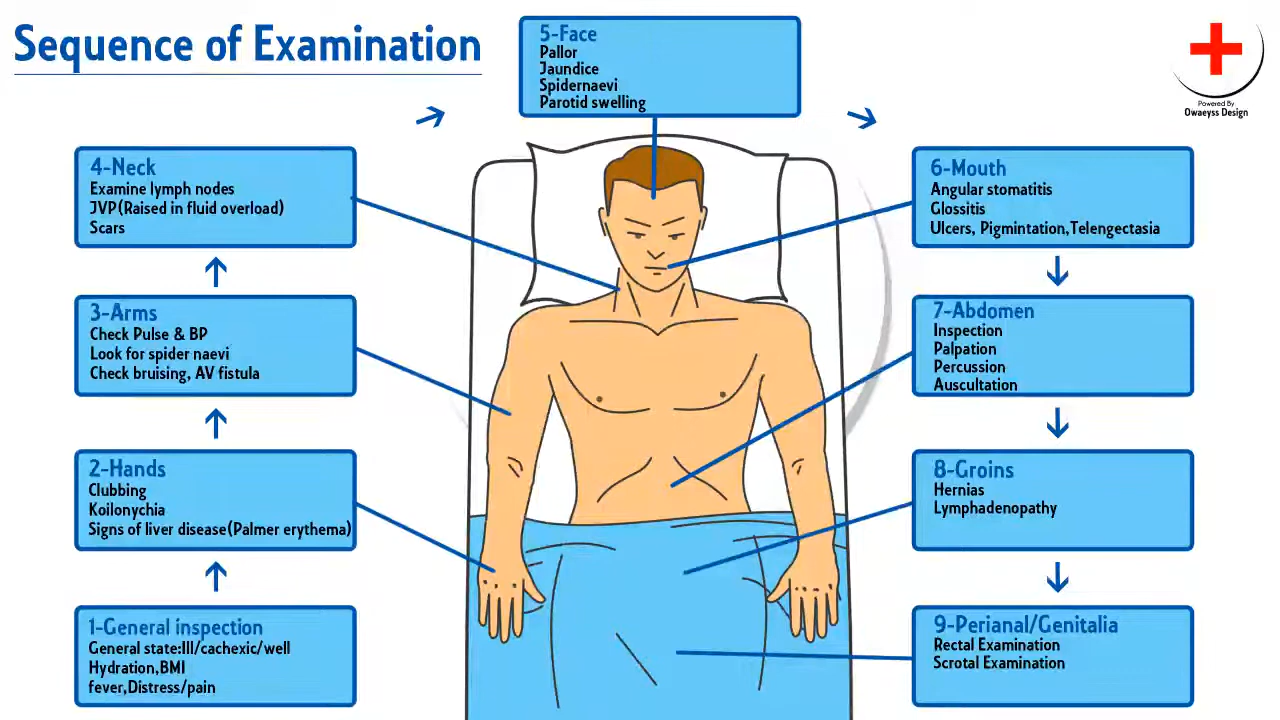 Sequence of Examination
5-Face
Pallor
Jaundice
Spidernaevi
Parotid swelling
Powered By
Owaeyss Design
4-Neck
Examine lymph nodes
JVP(Raised in fluid overload)
Scars
6-Mouth
Angular stomatitis
Glossitis
Ulcers, Pigmintation,Telengectasia
3-Arms
Check Pulse & BP
Look for spider naevi
Check bruising, AV fistula
7-Abdomen
Inspection
Palpation
Percussion
Auscultation
2-Hands
Clubbing
Koilonychia
Signs of liver disease(Palmer erythema)
8-Groins
Hernias
Lymphadenopathy
1-General inspection
General state:Ill/cachexic/well
Hydration,BMI
fever,Distress/pain
9-Perianal/Genitalia
Rectal Examination
Scrotal Examination